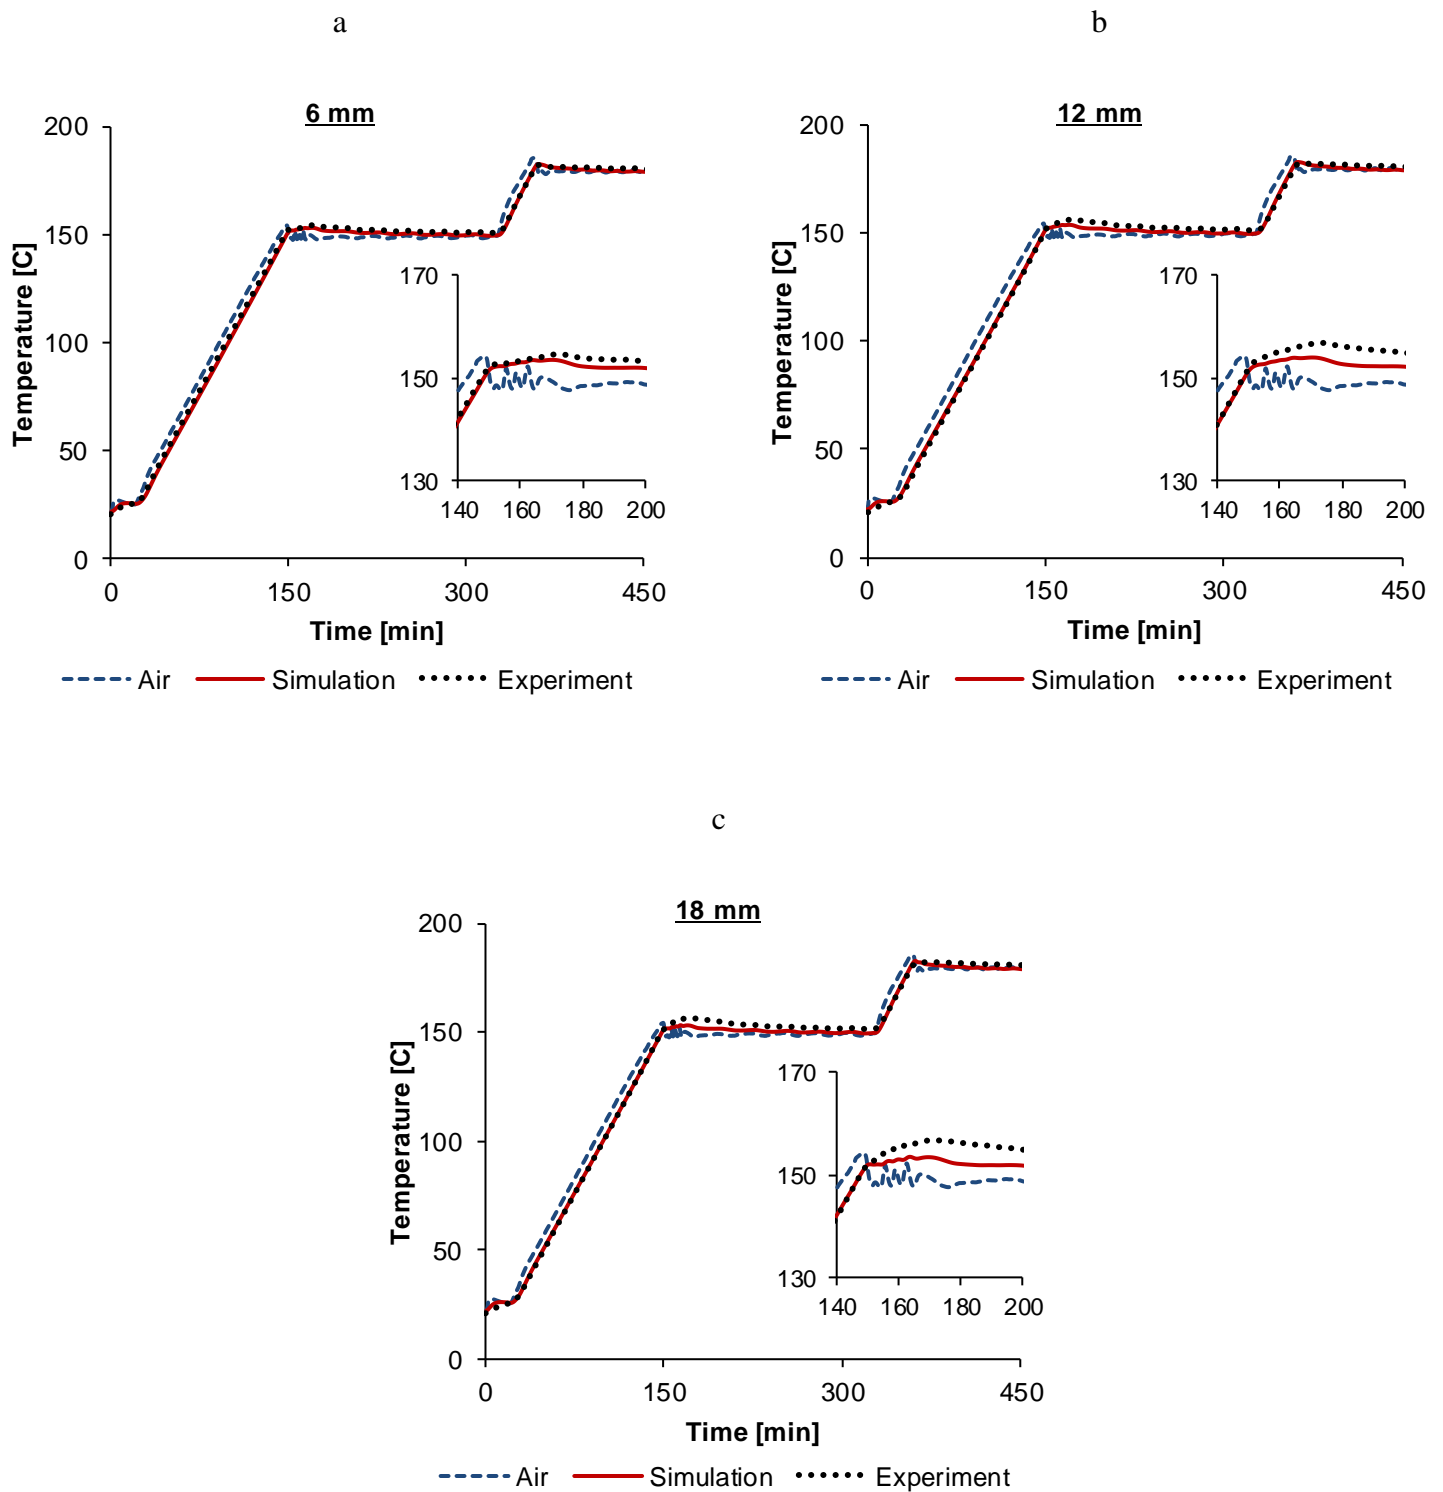 a
6 mm
200
150
100
50
0
0 150 300 450
Temperature [C]
Time [min]
170
150
130
140 160 180 200
Air Simulation Experiment
b
12 mm
200
150
100
50
0
0 150 300 450
Temperature [C]
Time [min]
170
150
130
140 160 180 200
Air Simulation Experiment
c
18 mm
200
150
100
50
0
0 150 300 450
Temperature [C]
Time [min]
170
150
130
140 160 180 200
Air Simulation Experiment